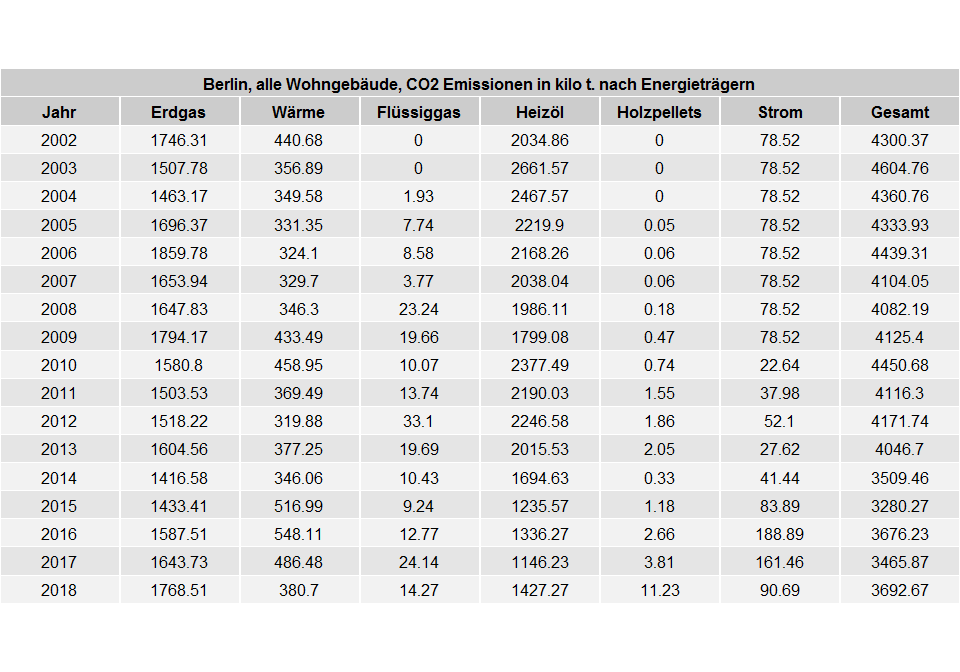 Berlin, alle Wohngebäude, CO2 Emissionen in kilo t. nach Energieträgern
Jahr Erdgas Wärme Flüssiggas Heizöl Holzpellets Strom Gesamt
2002 1746.31 440.68 0 2034.86 0 78.52 4300.37
2003 1507.78 356.89 0 2661.57 0 78.52 4604.76
2004 1463.17 349.58 1.93 2467.57 0 78.52 4360.76
2005 1696.37 331.35 7.74 2219.9 0.05 78.52 4333.93
2006 1859.78 324.1 8.58 2168.26 0.06 78.52 4439.31
2007 1653.94 329.7 3.77 2038.04 0.06 78.52 4104.05
2008 1647.83 346.3 23.24 1986.11 0.18 78.52 4082.19
2009 1794.17 433.49 19.66 1799.08 0.47 78.52 4125.4
2010 1580.8 458.95 10.07 2377.49 0.74 22.64 4450.68
2011 1503.53 369.49 13.74 2190.03 1.55 37.98 4116.3
2012 1518.22 319.88 33.1 2246.58 1.86 52.1 4171.74
2013 1604.56 377.25 19.69 2015.53 2.05 27.62 4046.7
2014 1416.58 346.06 10.43 1694.63 0.33 41.44 3509.46
2015 1433.41 516.99 9.24 1235.57 1.18 83.89 3280.27
2016 1587.51 548.11 12.77 1336.27 2.66 188.89 3676.23
2017 1643.73 486.48 24.14 1146.23 3.81 161.46 3465.87
2018 1768.51 380.7 14.27 1427.27 11.23 90.69 3692.67